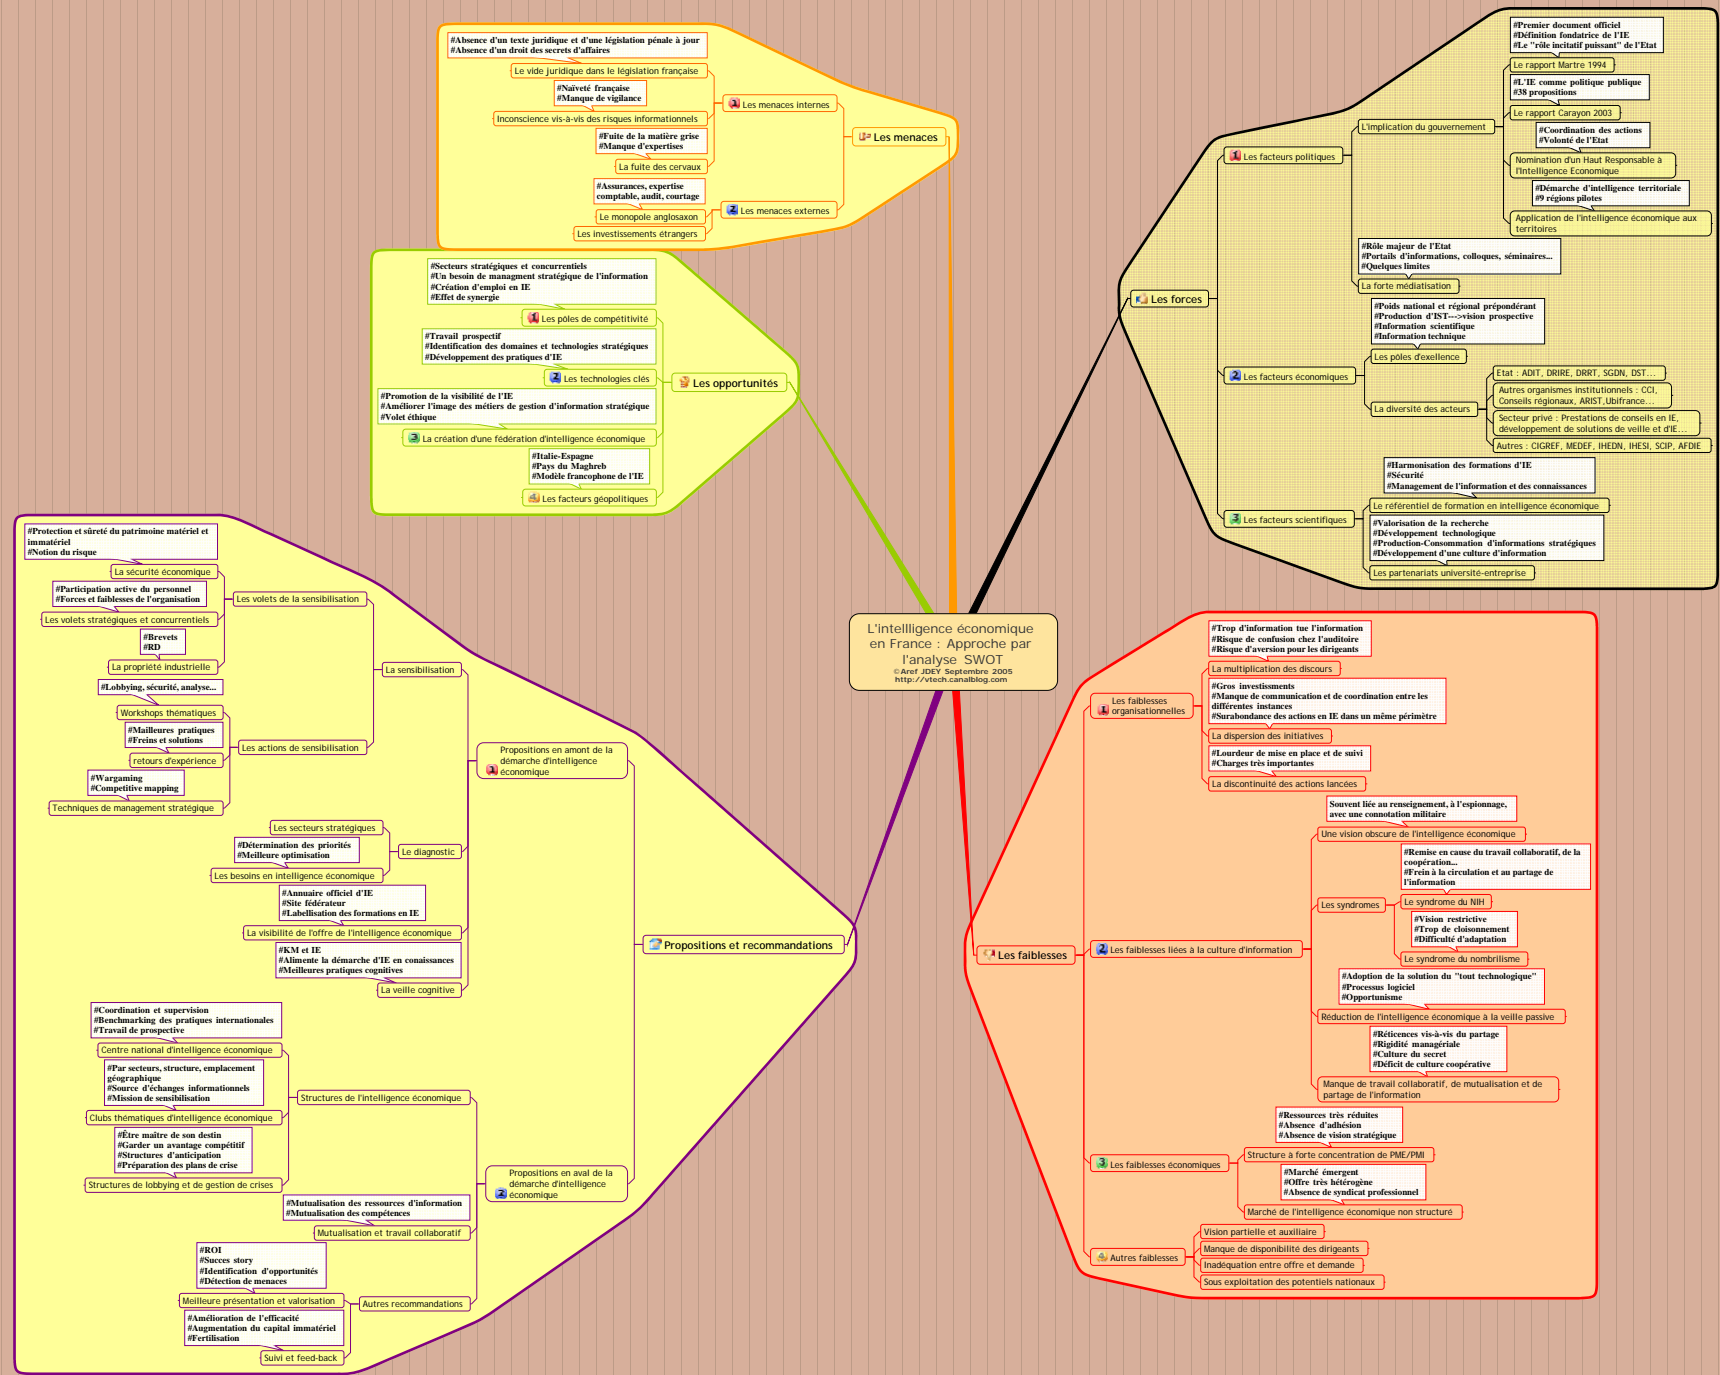 L'intellligence économique
en France : Approche par
l'analyse SWOT
©Aref JDEY Septembre 2005
http://vtech.canalblog.com
Les menaces
Les menaces internes
#Absence d'un texte juridique et d'une législation pénale à jour
#Absence d'un droit des secrets d'affaires
Le vide juridique dans le législation française
#Naïveté française
#Manque de vigilance
Inconscience vis-à-vis des risques informationnels
#Fuite de la matière grise
#Manque d'expertises
La fuite des cervaux
Les menaces externes
#Assurances, expertise
comptable, audit, courtage
Le monopole anglosaxon
Les investissements étrangers
Les opportunités
#Secteurs stratégiques et concurrentiels
#Un besoin de managment stratégique de l'information
#Création d'emploi en IE
#Effet de synergie
Les pôles de compétitivité
#Travail prospectif
#Identification des domaines et technologies stratégiques
#Développement des pratiques d'IE
Les technologies clés
#Promotion de la visibilité de l'IE
#Améliorer l'image des métiers de gestion d'information stratégique
#Volet éthique
La création d'une fédération d'intelligence économique
#Italie-Espagne
#Pays du Maghreb
#Modèle francophone de l'IE
Les facteurs géopolitiques
Les forces
Les facteurs politiques
L'implication du gouvernement
#Premier document officiel
#Définition fondatrice de l'IE
#Le "rôle incitatif puissant" de l'Etat
Le rapport Martre 1994
#L'IE comme politique publique
#38 propositions
Le rapport Carayon 2003
#Coordination des actions
#Volonté de l'Etat
Nomination d'un Haut Responsable à
l'Intelligence Economique
#Démarche d'intelligence territoriale
#9 régions pilotes
Application de l'intelligence économique aux
territoires
#Rôle majeur de l'Etat
#Portails d'informations, colloques, séminaires...
#Quelques limites
La forte médiatisation
Les facteurs économiques
#Poids national et régional prépondérant
#Production d'IST--->vision prospective
#Information scientifique
#Information technique
Les pôles d'exellence
La diversité des acteurs
Etat : ADIT, DRIRE, DRRT, SGDN, DST...
Autres organismes institutionnels : CCI,
Conseils régionaux, ARIST,Ubifrance...
Secteur privé : Prestations de conseils en IE,
développement de solutions de veille et d'IE...
Autres : CIGREF, MEDEF, IHEDN, IHESI, SCIP, AFDIE
Les facteurs scientifiques
#Harmonisation des formations d'IE
#Sécurité
#Management de l'information et des connaissances
Le référentiel de formation en intelligence économique
#Valorisation de la recherche
#Développement technologique
#Production-Consommation d'informations stratégiques
#Développement d'une culture d'information
Les partenariats université-entreprise
Les faiblesses
Les faiblesses
organisationnelles
#Trop d'information tue l'information
#Risque de confusion chez l'auditoire
#Risque d'aversion pour les dirigeants
La multiplication des discours
#Gros investissments
#Manque de communication et de coordination entre les
différentes instances
#Surabondance des actions en IE dans un même périmètre
La dispersion des initiatives
#Lourdeur de mise en place et de suivi
#Charges très importantes
La discontinuité des actions lancées
Les faiblesses liées à la culture d'information
Souvent liée au renseignement, à l'espionnage,
avec une connotation militaire
Une vision obscure de l'intelligence économique
Les syndromes
#Remise en cause du travail collaboratif, de la
coopération...
#Frein à la circulation et au partage de
l'information
Le syndrome du NIH
#Vision restrictive
#Trop de cloisonnement
#Difficulté d'adaptation
Le syndrome du nombrilisme
#Adoption de la solution du "tout technologique"
#Processus logiciel
#Opportunisme
Réduction de l'intelligence économique à la veille passive
#Réticences vis-à-vis du partage
#Rigidité managériale
#Culture du secret
#Déficit de culture coopérative
Manque de travail collaboratif, de mutualisation et de
partage de l'information
Les faiblesses économiques
#Ressources très réduites
#Absence d'adhésion
#Absence de vision stratégique
Structure à forte concentration de PME/PMI
#Marché émergent
#Offre très hétérogène
#Absence de syndicat professionnel
Marché de l'intelligence économique non structuré
Autres faiblesses
Vision partielle et auxiliaire
Manque de disponibilité des dirigeants
Inadéquation entre offre et demande
Sous exploitation des potentiels nationaux
Propositions et recommandations
Propositions en amont de la
démarche d'intelligence
économique
La sensibilisation
Les volets de la sensibilisation
#Protection et sûreté du patrimoine matériel et
immatériel
#Notion du risque
La sécurité économique
#Participation active du personnel
#Forces et faiblesses de l'organisation
Les volets stratégiques et concurrentiels
#Brevets
#RD
La propriété industrielle
Les actions de sensibilisation
#Lobbying, sécurité, analyse...
Workshops thématiques
#Mailleures pratiques
#Freins et solutions
retours d'expérience
#Wargaming
#Competitive mapping
Techniques de management stratégique
Le diagnostic
Les secteurs stratégiques
#Détermination des priorités
#Meilleure optimisation
Les besoins en intelligence économique
#Annuaire officiel d'IE
#Site fédérateur
#Labellisation des formations en IE
La visibilité de l'offre de l'intelligence économique
#KM et IE
#Alimente la démarche d'IE en conaissances
#Meilleures pratiques cognitives
La veille cognitive
Propositions en aval de la
démarche d'intelligence
économique
Structures de l'intelligence économique
#Coordination et supervision
#Benchmarking des pratiques internationales
#Travail de prospective
Centre national d'intelligence économique
#Par secteurs, structure, emplacement
géographique
#Source d'échanges informationnels
#Mission de sensibilisation
Clubs thématiques d'intelligence économique
#Être maître de son destin
#Garder un avantage compétitif
#Structures d'anticipation
#Préparation des plans de crise
Structures de lobbying et de gestion de crises
#Mutualisation des ressources d'information
#Mutualisation des compétences
Mutualisation et travail collaboratif
Autres recommandations
#ROI
#Succes story
#Identification d'opportunités
#Détection de menaces
Meilleure présentation et valorisation
#Amélioration de l'efficacité
#Augmentation du capital immatériel
#Fertilisation
Suivi et feed-back